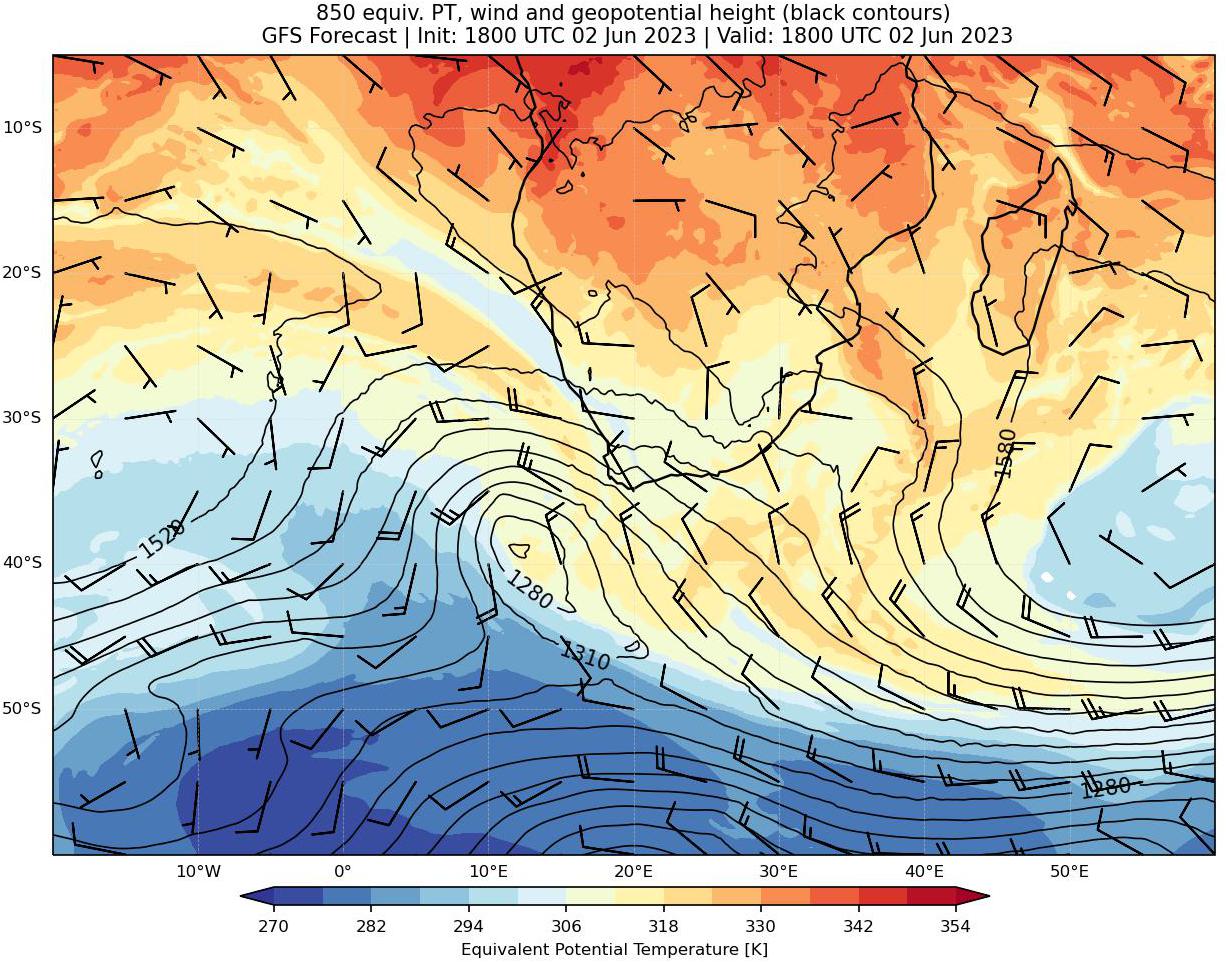 850 equiv. PT, wind and geopotential height (black contours)
GFS Forecast | Init: 1800 UTC 02 Jun 2023 | Valid: 1800 UTC 02 Jun 2023
10°S
20°S
30°S
1580
1520
40°S
1280
1310
50°S
1280
10°W 0° 10°E 20°E 30°E 40°E 50°E
270 282 294 306 318 330 342 354
Equivalent Potential Temperature [K]